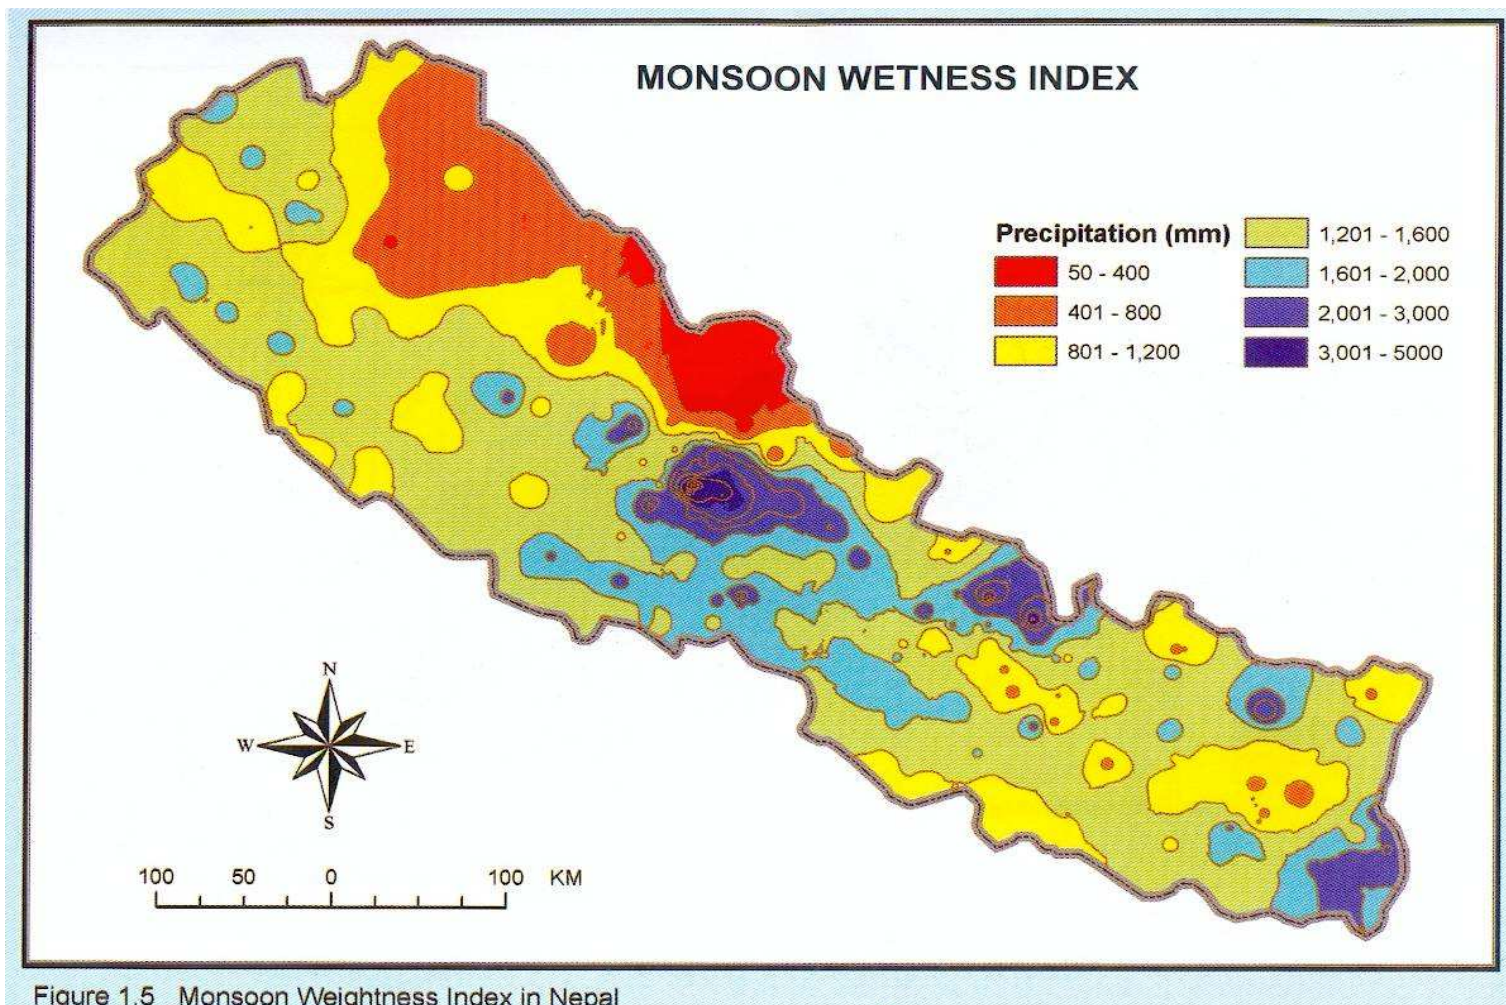 MONSOON WETNESS INDEX
Precipitation (mm)
50 - 400
401 - 800
801 - 1,200
1,201 - 1,600
1,601 - 2,000
2,001 - 3,000
3,001 - 5000
N
W E
S
100 50 0 100 KM
Figure 1.5 Monsoon Weightness Index in Nepal